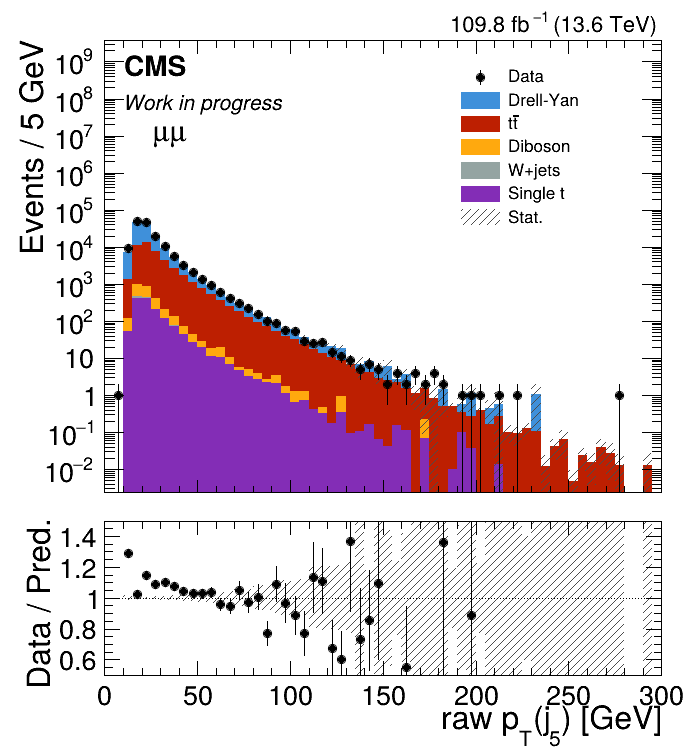 109.8 fb⁻¹ (13.6 TeV)
CMS
Work in progress
μμ
Data
Drell-Yan
tt̄
Diboson
W+jets
Single t
Stat.
Events / 5 GeV
10⁹
10⁸
10⁷
10⁶
10⁵
10⁴
10³
10²
10
1
10⁻¹
10⁻²
Data / Pred.
1.4
1.2
1
0.8
0.6
0 50 100 150 200 250 300
raw p_T(j₅) [GeV]